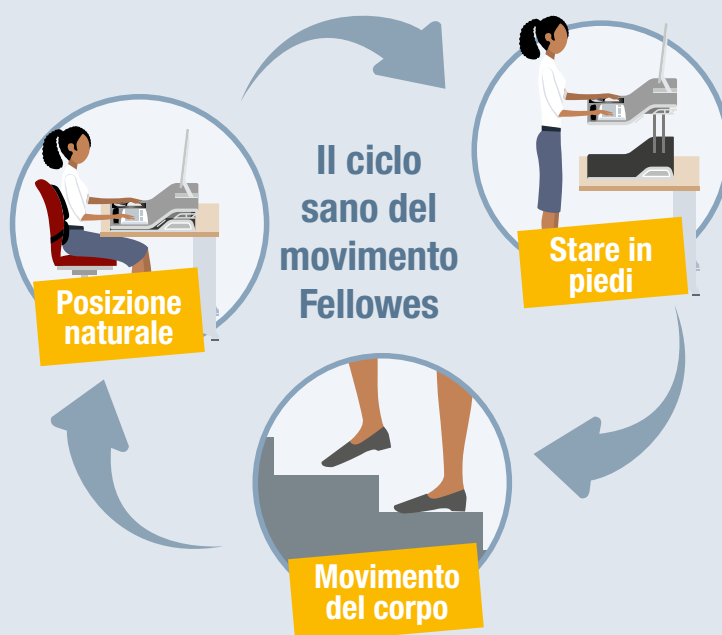 Il ciclo
sano del
movimento
Fellowes
Posizione
naturale
Stare in
piedi
Movimento
del corpo